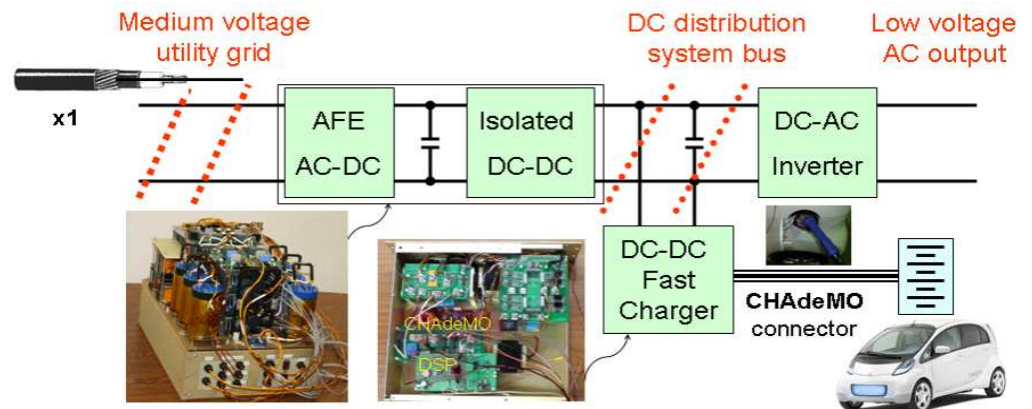 Medium voltage
utility grid
DC distribution
system bus
Low voltage
AC output
x1
AFE
AC-DC
Isolated
DC-DC
DC-AC
Inverter
DC-DC
Fast
Charger
CHAdeMO
connector
CHAdeMO
DSP